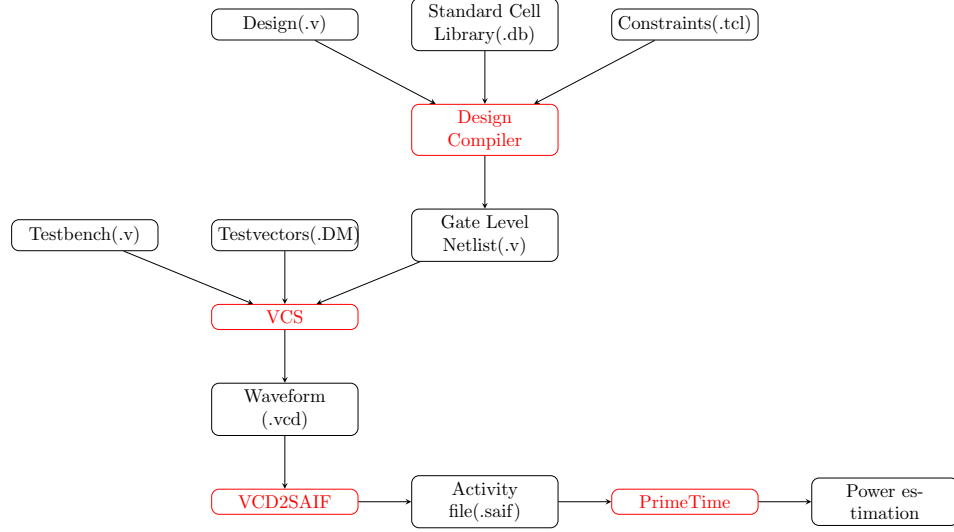 Design(.v)
Standard Cell
Library(.db)
Constraints(.tcl)
Design
Compiler
Testbench(.v)
Testvectors(.DM)
Gate Level
Netlist(.v)
VCS
Waveform
(.vcd)
VCD2SAIF
Activity
file(.saif)
PrimeTime
Power es-
timation